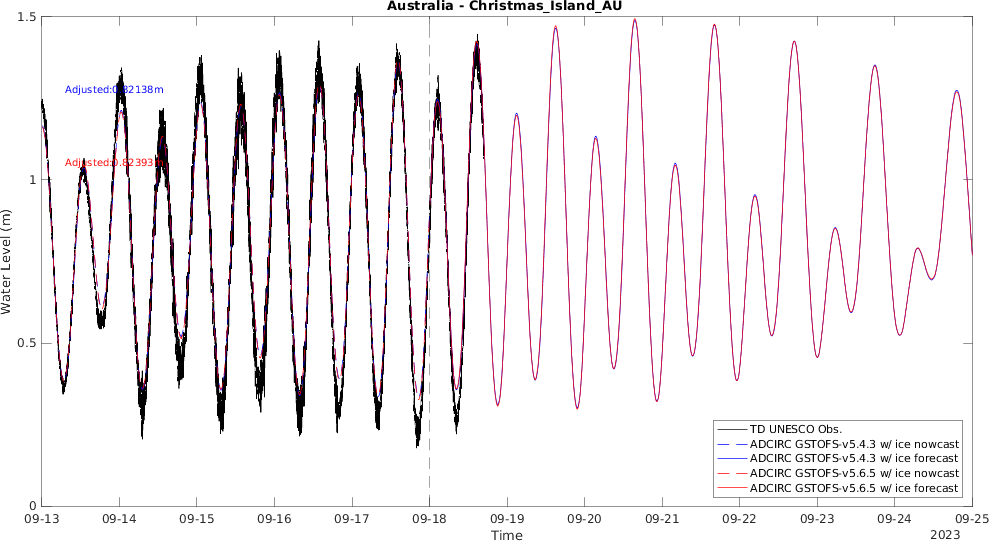 Australia - Christmas_Island_AU
Water Level (m)
1.5
1
0.5
0
Adjusted:0.82138m
Adjusted:0.82393
TD UNESCO Obs.
ADCIRC GSTOFS-v5.4.3 w/ ice nowcast
ADCIRC GSTOFS-v5.4.3 w/ ice forecast
ADCIRC GSTOFS-v5.6.5 w/ ice nowcast
ADCIRC GSTOFS-v5.6.5 w/ ice forecast
09-13 09-14 09-15 09-16 09-17 09-18 09-19 09-20 09-21 09-22 09-23 09-24 09-25
Time
2023